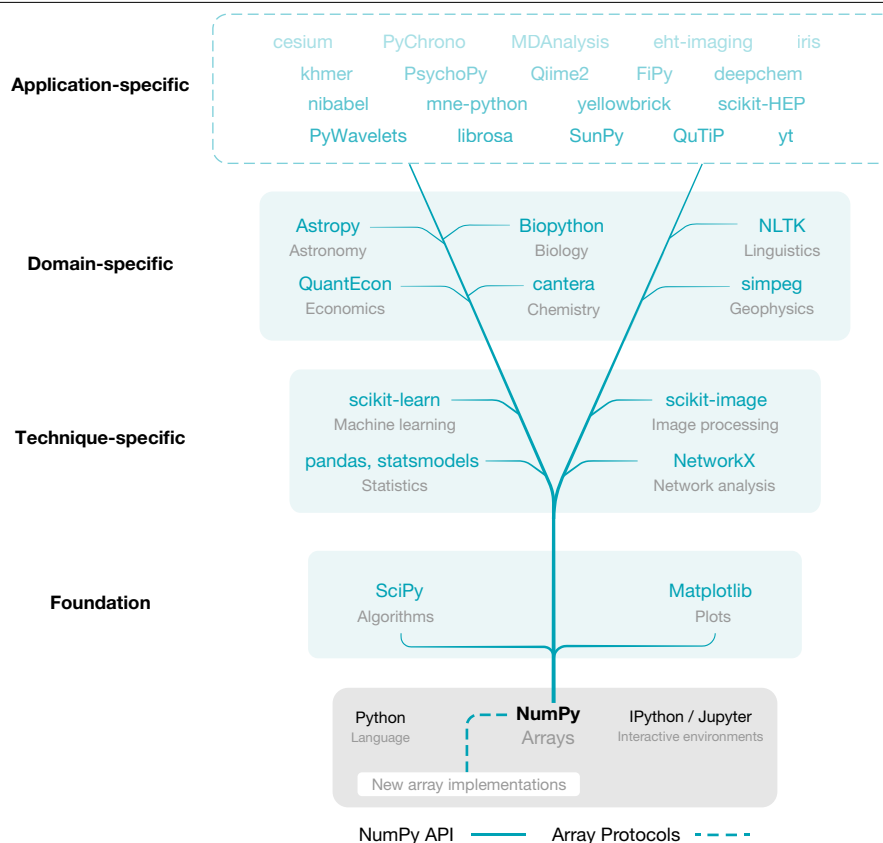 cesium PyChrono MDAnalysis eht-imaging iris
Application-specific
khmer PsychoPy Qiime2 FiPy deepchem
nibabel mne-python yellowbrick scikit-HEP
PyWavelets librosa SunPy QuTiP yt
Astropy Biopython NLTK
Astronomy Biology Linguistics
Domain-specific
QuantEcon cantera simpeg
Economics Chemistry Geophysics
scikit-learn scikit-image
Machine learning Image processing
Technique-specific
pandas, statsmodels NetworkX
Statistics Network analysis
SciPy Matplotlib
Foundation
Algorithms Plots
Python NumPy IPython / Jupyter
Language Arrays Interactive environments
New array implementations
NumPy API Array Protocols